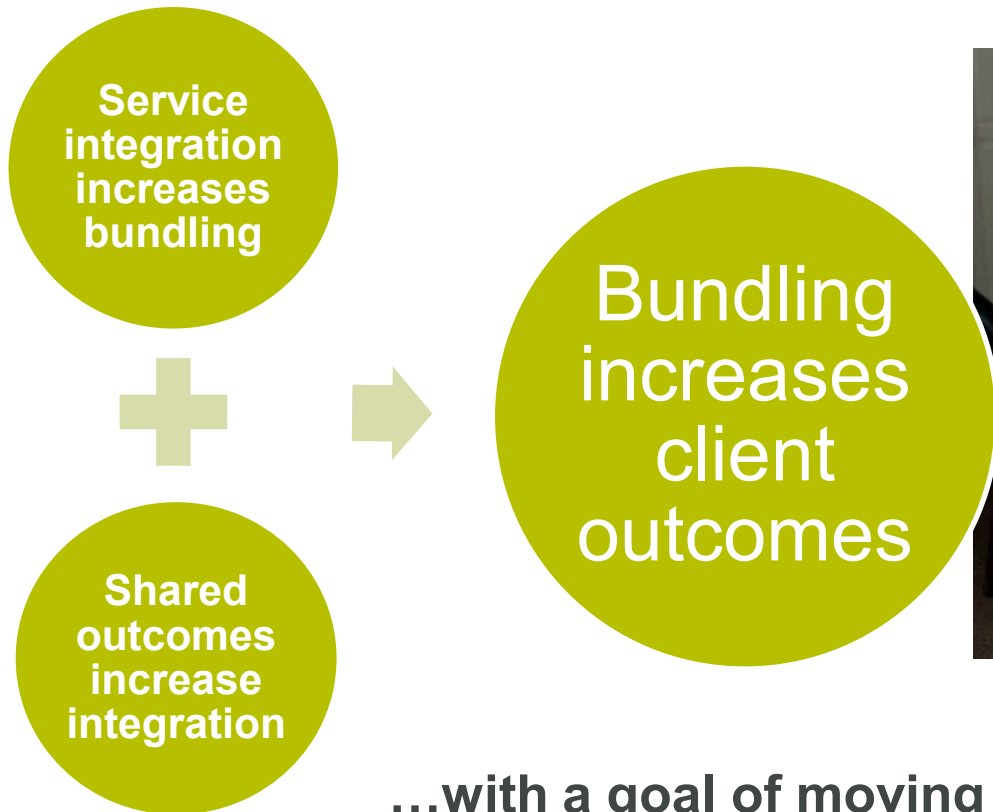 Service
integration
increases
bundling
Shared
outcomes
increase
integration
Bundling
increases
client
outcomes
…with a goal of moving